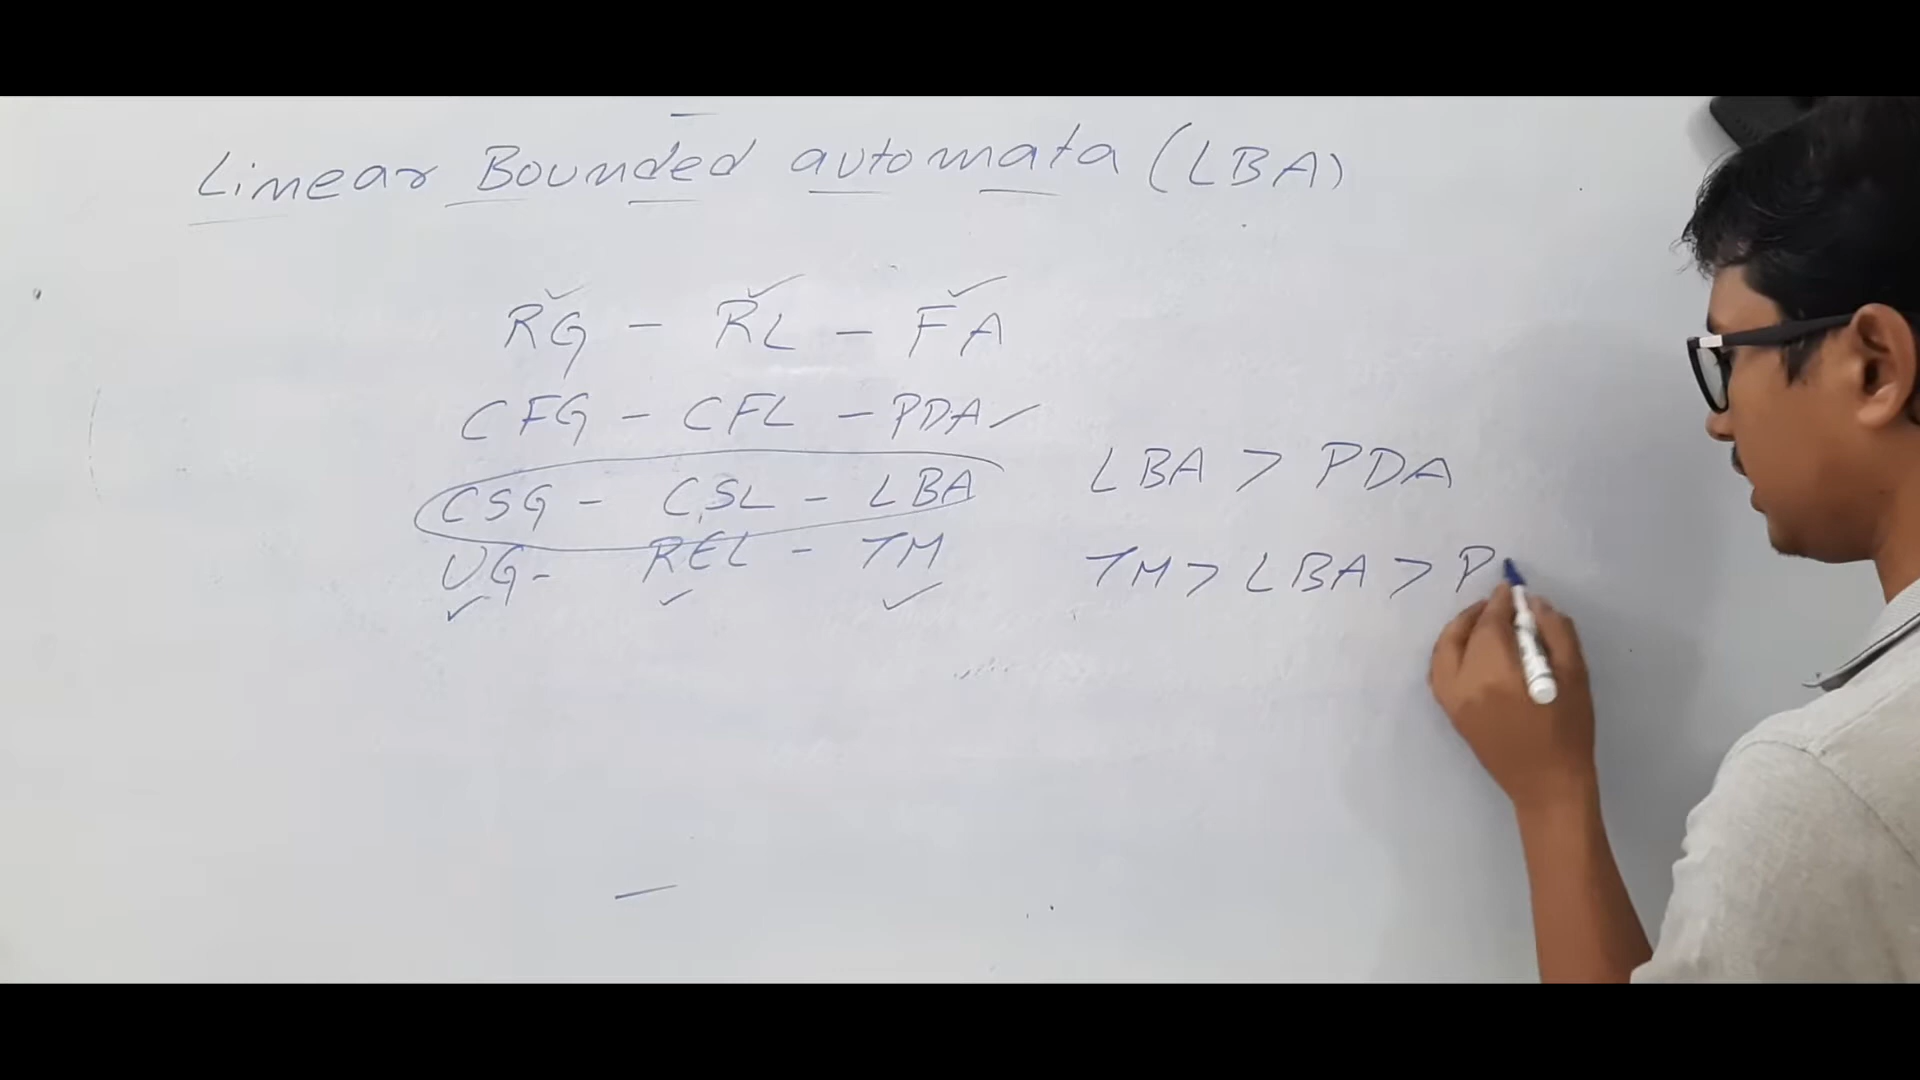 Linear Bounded automata (LBA)
RG - RL - FA
CFG - CFL - PDA
CSG - CSL - LBA
UG - REL - TM
LBA > PDA
TM > LBA > P